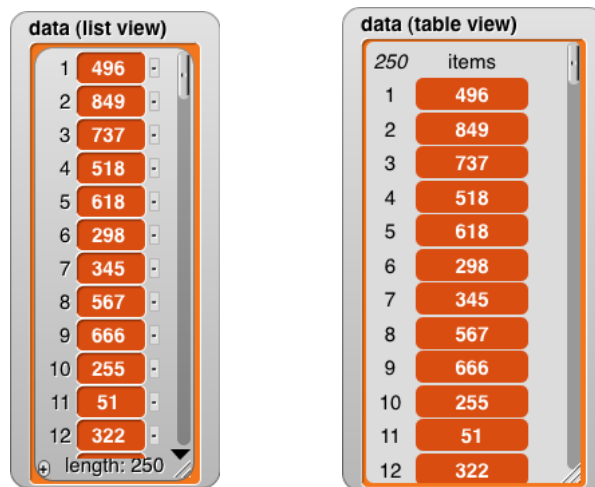 data (list view)
1 496 -
2 849 -
3 737 -
4 518 -
5 618 -
6 298 -
7 345 -
8 567 -
9 666 -
10 255 -
11 51 -
12 322 -
+ length: 250
data (table view)
250 items
1 496
2 849
3 737
4 518
5 618
6 298
7 345
8 567
9 666
10 255
11 51
12 322